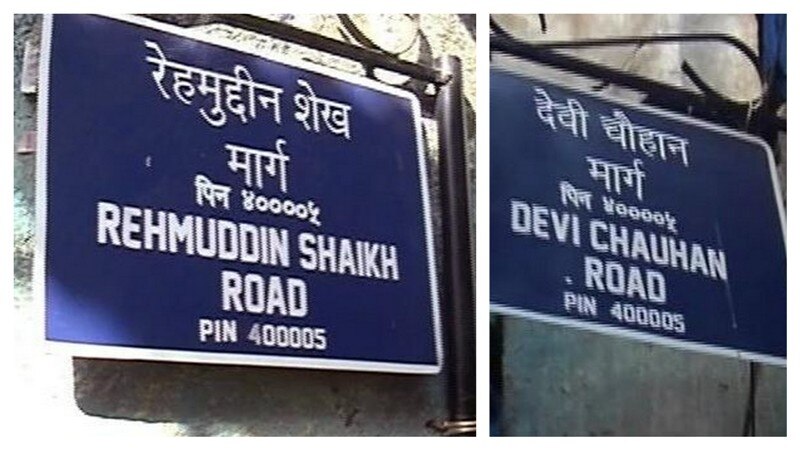 रेहमुद्दीन शेख
मार्ग
पिन ४००००५
REHMUDDIN SHAIKH
ROAD
PIN 400005
देवी चौहान
मार्ग
पिन ४००००५
DEVI CHAUHAN
ROAD
PIN 400005